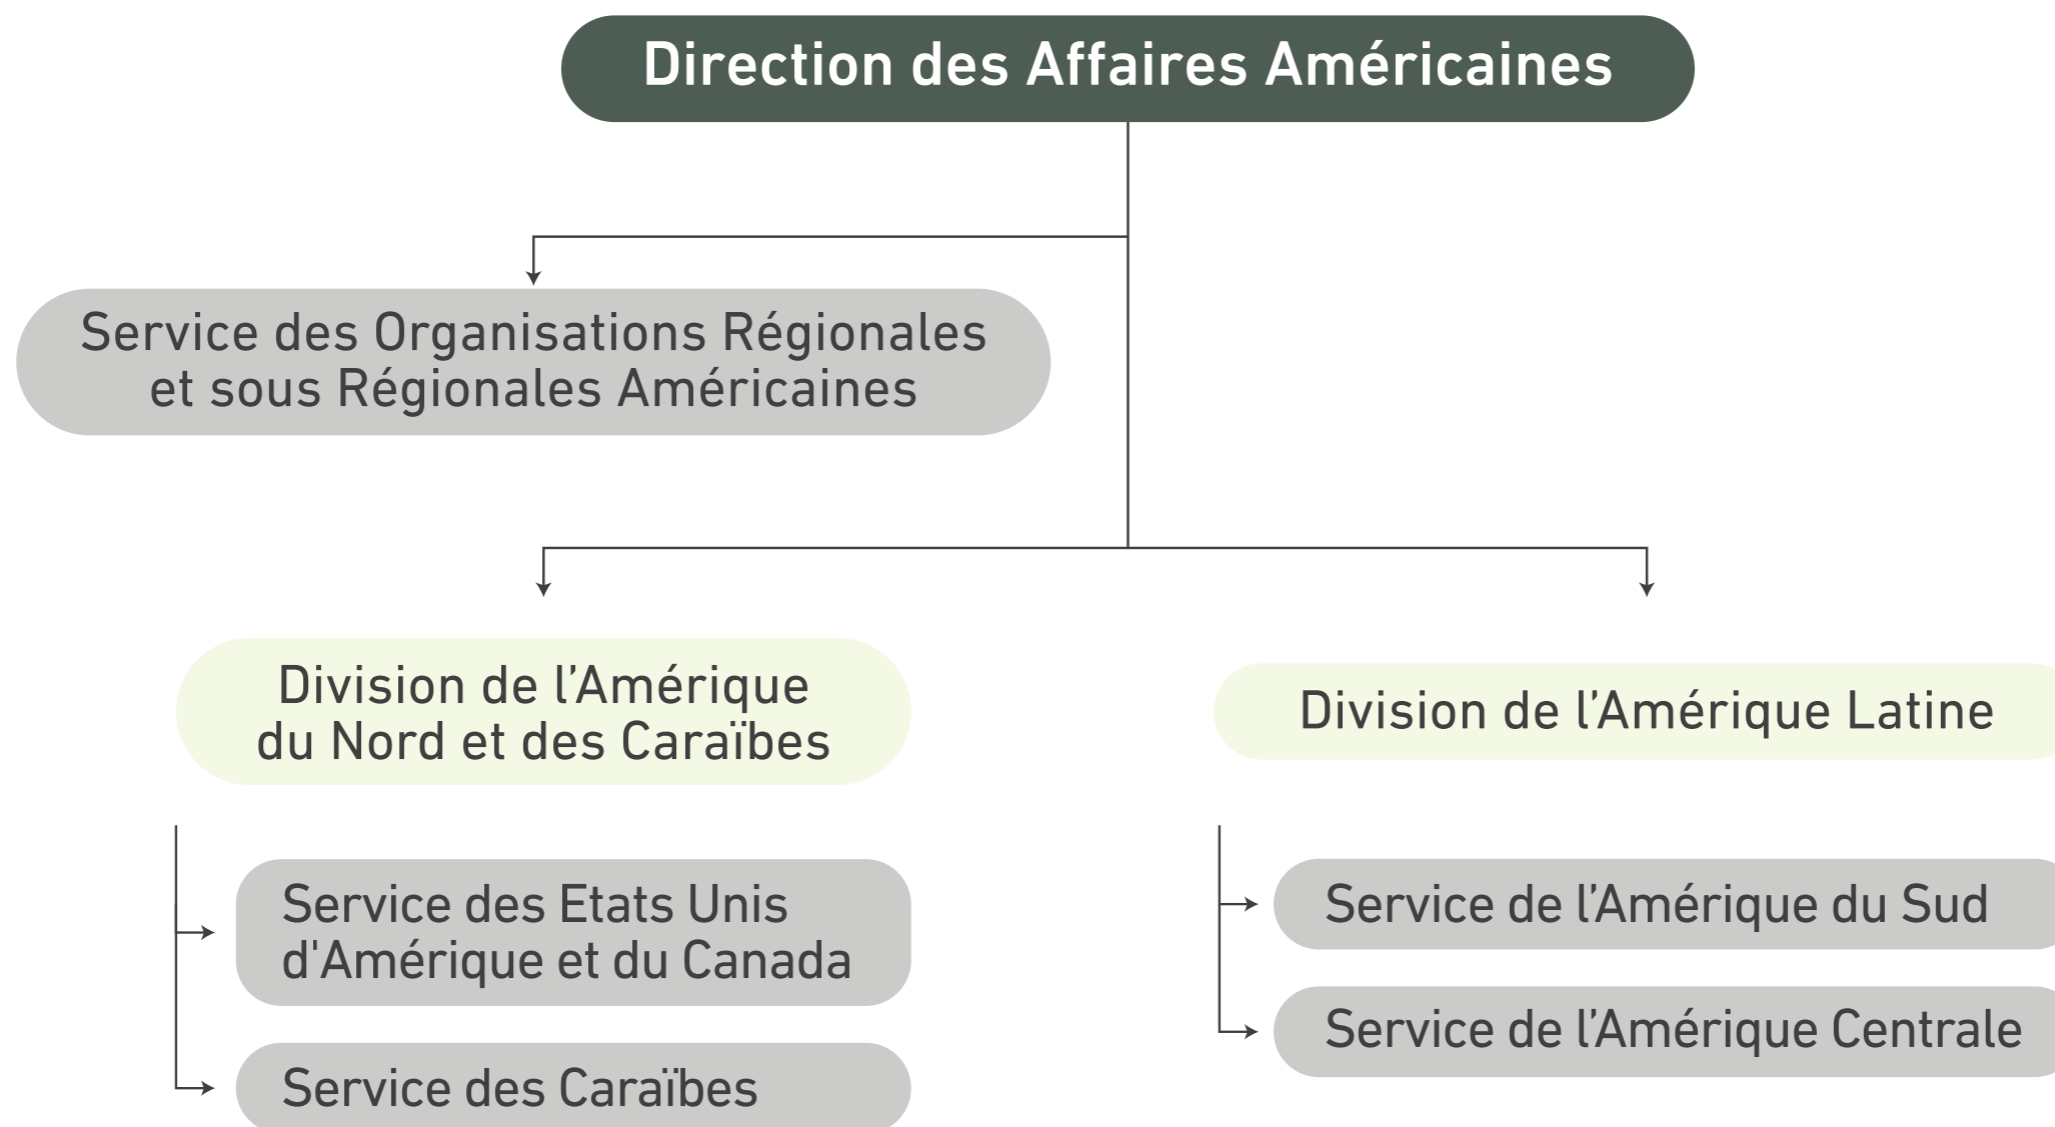 Direction des Affaires Américaines
Service des Organisations Régionales
et sous Régionales Américaines
Division de l’Amérique
du Nord et des Caraïbes
Service des Etats Unis
d'Amérique et du Canada
Service des Caraïbes
Division de l’Amérique Latine
Service de l’Amérique du Sud
Service de l’Amérique Centrale